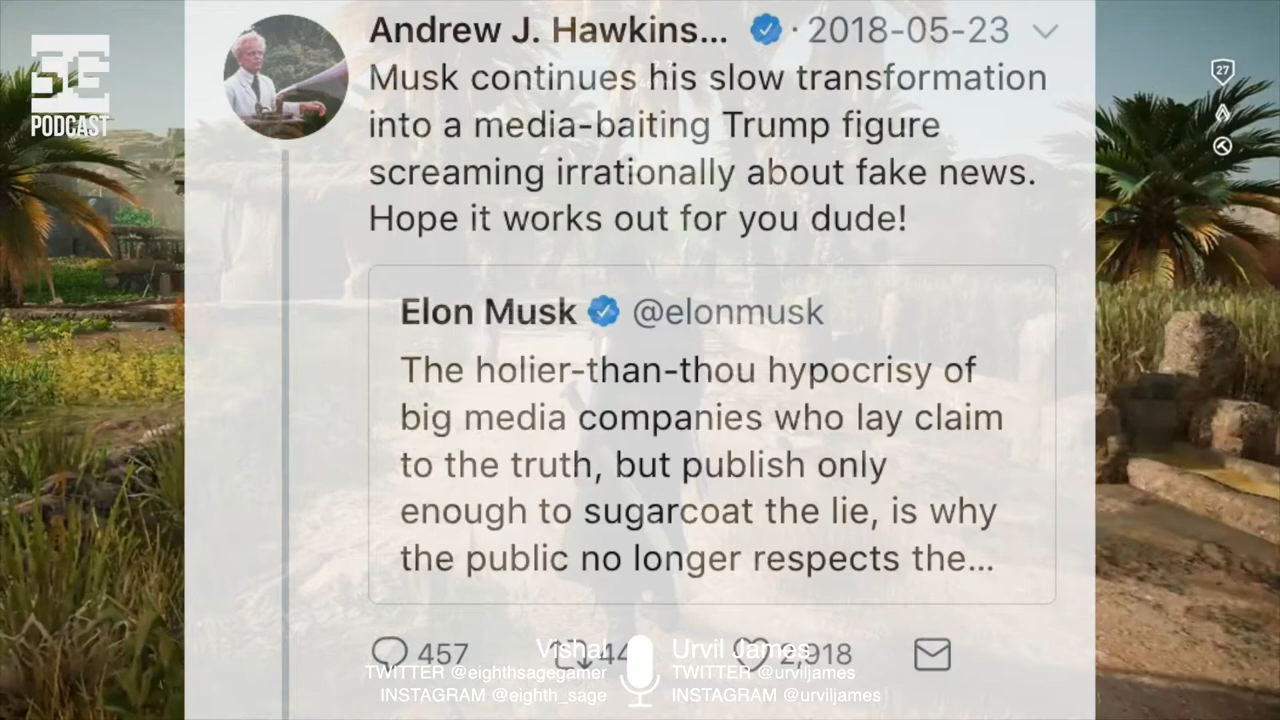 PODCAST
Andrew J. Hawkins... · 2018-05-23
Musk continues his slow transformation
into a media-baiting Trump figure
screaming irrationally about fake news.
Hope it works out for you dude!
Elon Musk @elonmusk
The holier-than-thou hypocrisy of
big media companies who lay claim
to the truth, but publish only
enough to sugarcoat the lie, is why
the public no longer respects the...
457 2,918
Vishal
TWITTER @eighthsagegamer
INSTAGRAM @eighth_sage
Urvil James
TWITTER @urviljames
INSTAGRAM @urviljames
27